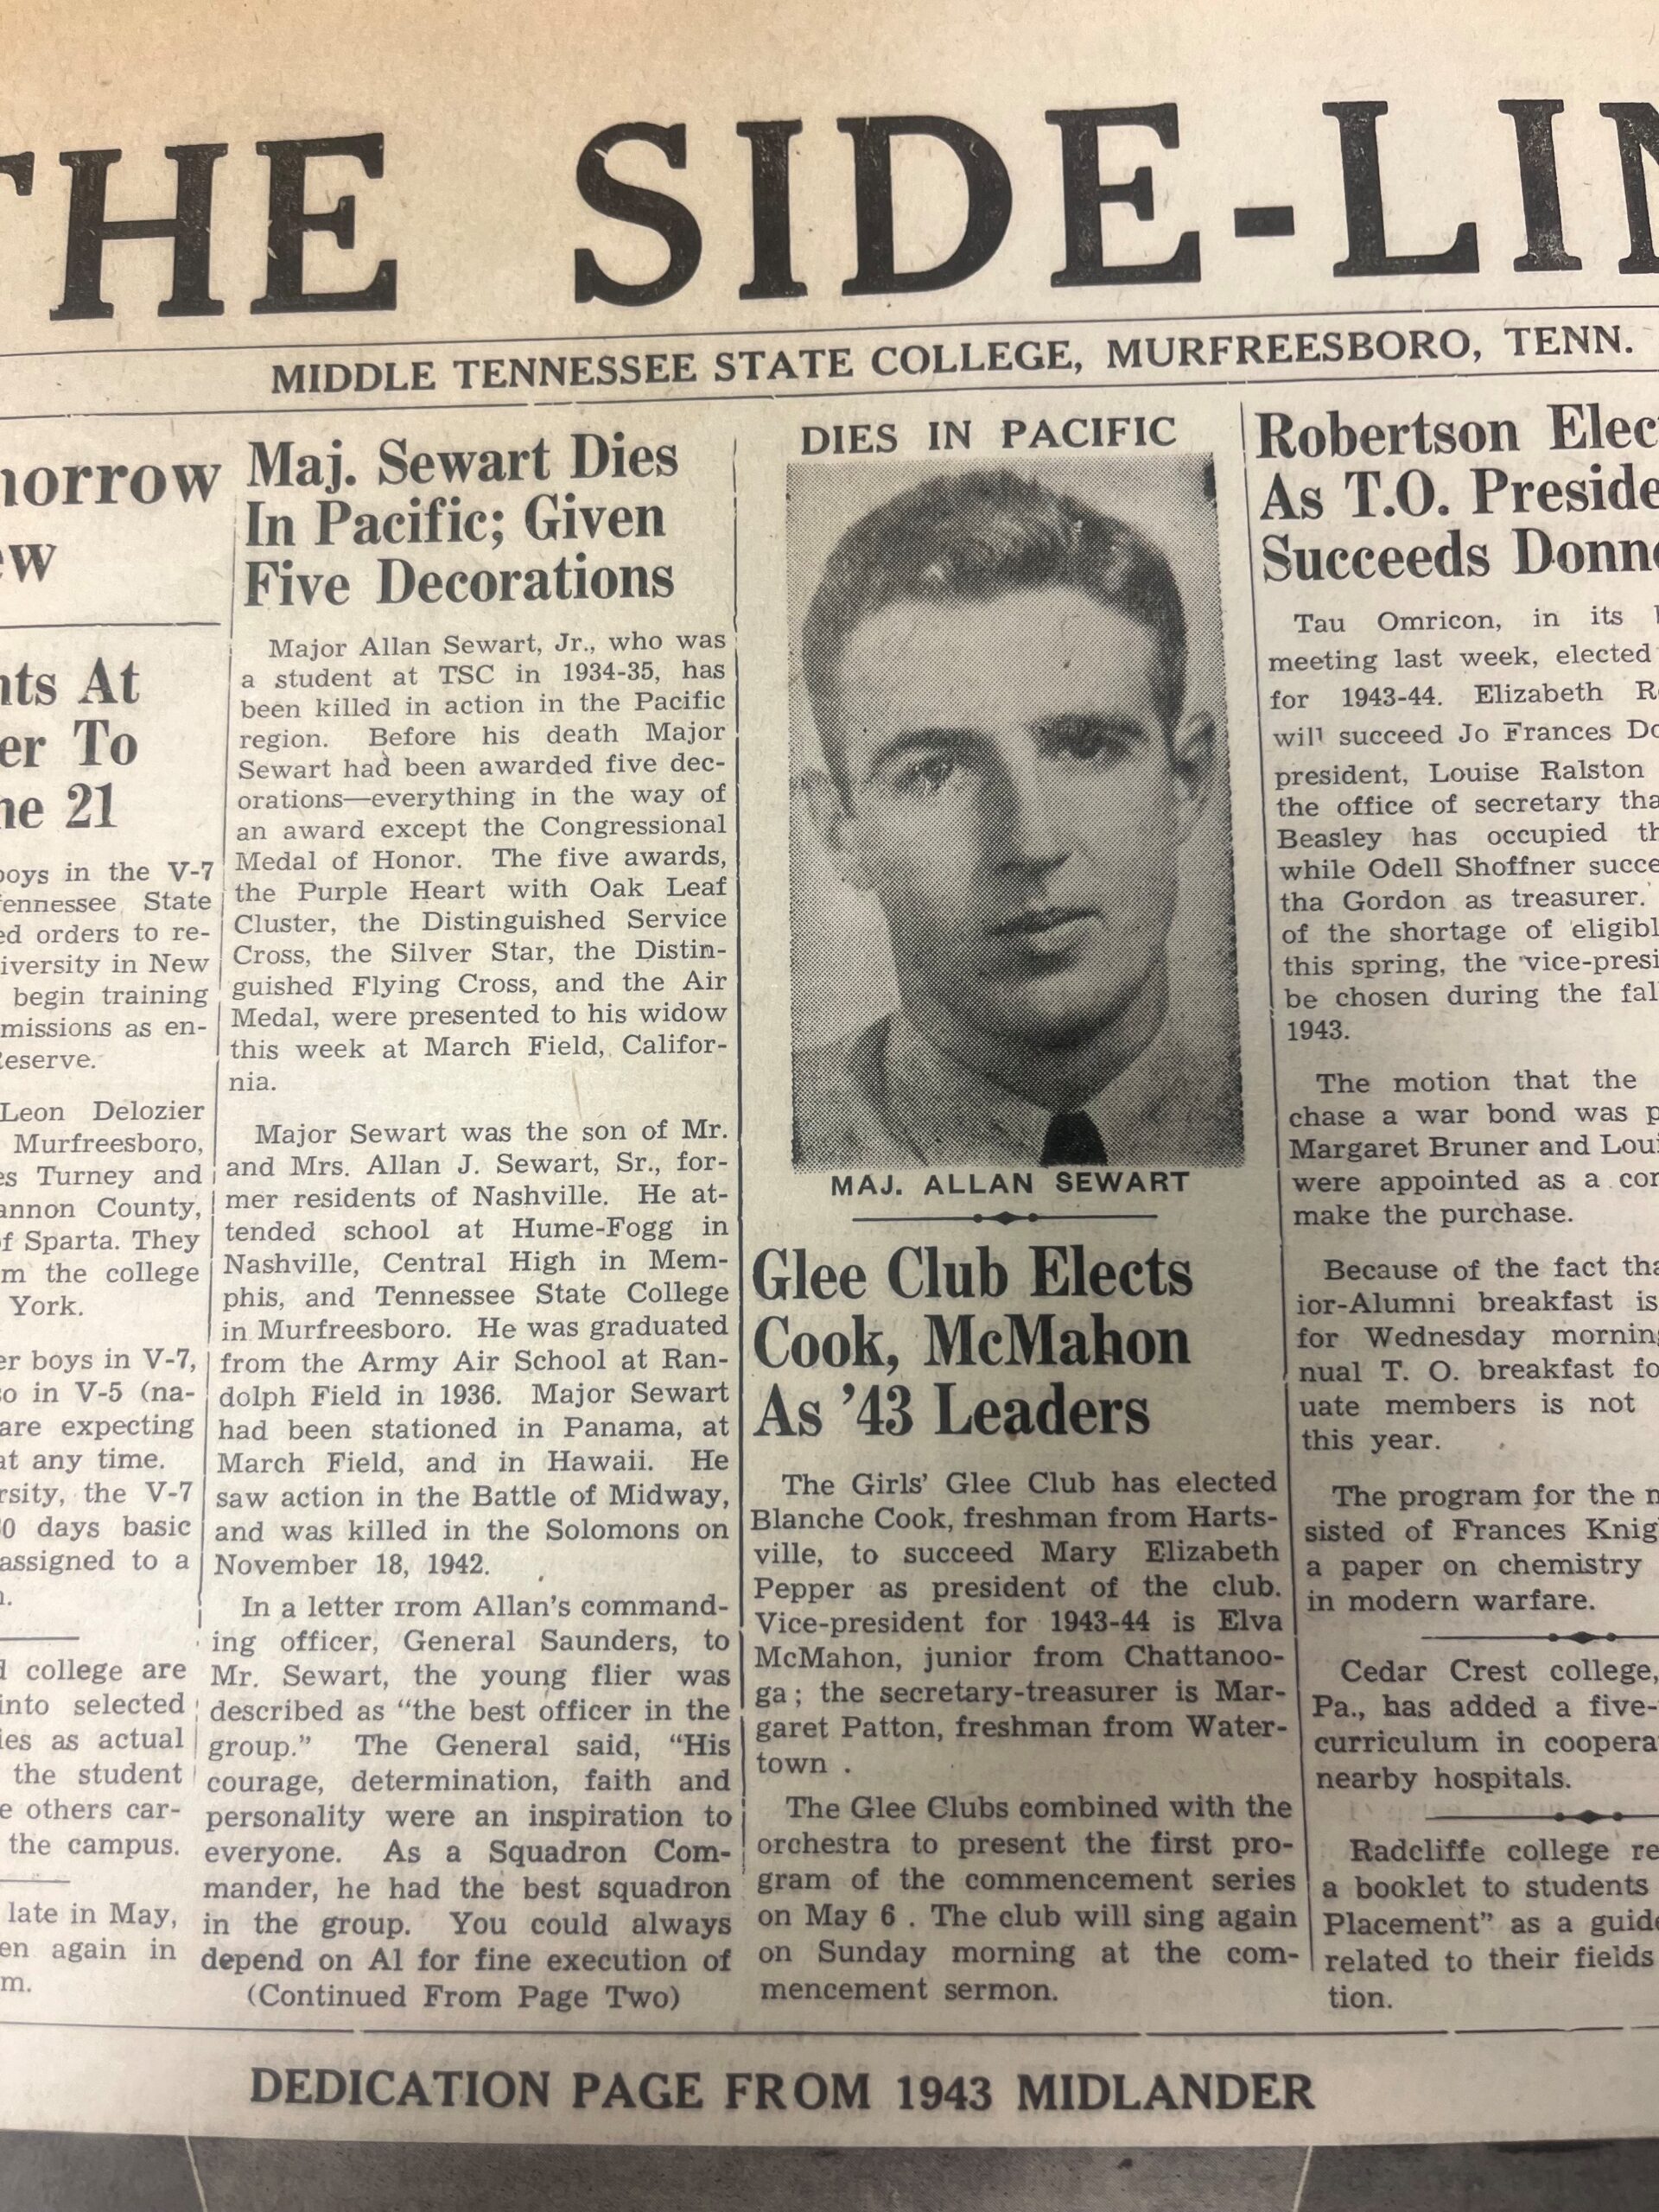 THE SIDE-LIN
MIDDLE TENNESSEE STATE COLLEGE, MURFREESBORO, TENN.
morrow
ew
nts At
er To
ne 21
boys in the V-7
Tennessee State
ed orders to re-
iversity in New
begin training
missions as en-
Reserve.
Leon Delozier
Murfreesboro,
es Turney and
annon County,
of Sparta. They
m the college
York.
er boys in V-7,
so in V-5 (na-
are expecting
at any time.
rsity, the V-7
0 days basic
assigned to a
n.
d college are
into selected
ies as actual
the student
e others car-
the campus.
late in May,
en again in
m.
Maj. Sewart Dies
In Pacific; Given
Five Decorations
Major Allan Sewart, Jr., who was
a student at TSC in 1934-35, has
been killed in action in the Pacific
region. Before his death Major
Sewart had been awarded five dec-
orations—everything in the way of
an award except the Congressional
Medal of Honor. The five awards,
the Purple Heart with Oak Leaf
Cluster, the Distinguished Service
Cross, the Silver Star, the Distin-
guished Flying Cross, and the Air
Medal, were presented to his widow
this week at March Field, Califor-
nia.
Major Sewart was the son of Mr.
and Mrs. Allan J. Sewart, Sr., for-
mer residents of Nashville. He at-
tended school at Hume-Fogg in
Nashville, Central High in Mem-
phis, and Tennessee State College
in Murfreesboro. He was graduated
from the Army Air School at Ran-
dolph Field in 1936. Major Sewart
had been stationed in Panama, at
March Field, and in Hawaii. He
saw action in the Battle of Midway,
and was killed in the Solomons on
November 18, 1942.
In a letter from Allan's command-
ing officer, General Saunders, to
Mr. Sewart, the young flier was
described as "the best officer in the
group." The General said, "His
courage, determination, faith and
personality were an inspiration to
everyone. As a Squadron Com-
mander, he had the best squadron
in the group. You could always
depend on Al for fine execution of
(Continued From Page Two)
DIES IN PACIFIC
MAJ. ALLAN SEWART
Glee Club Elects
Cook, McMahon
As '43 Leaders
The Girls' Glee Club has elected
Blanche Cook, freshman from Harts-
ville, to succeed Mary Elizabeth
Pepper as president of the club.
Vice-president for 1943-44 is Elva
McMahon, junior from Chattanoo-
ga; the secretary-treasurer is Mar-
garet Patton, freshman from Water-
town .
The Glee Clubs combined with the
orchestra to present the first pro-
gram of the commencement series
on May 6 . The club will sing again
on Sunday morning at the com-
mencement sermon.
Robertson Elec
As T.O. Preside
Succeeds Donne
Tau Omricon, in its
meeting last week, elected
for 1943-44. Elizabeth R
will succeed Jo Frances Do
president, Louise Ralston
the office of secretary tha
Beasley has occupied th
while Odell Shoffner succe
tha Gordon as treasurer.
of the shortage of eligibl
this spring, the vice-presi
be chosen during the fal
1943.
The motion that the
chase a war bond was p
Margaret Bruner and Loui
were appointed as a con
make the purchase.
Because of the fact tha
ior-Alumni breakfast is
for Wednesday morning
nual T. O. breakfast fo
uate members is not
this year.
The program for the m
sisted of Frances Knig
a paper on chemistry
in modern warfare.
Cedar Crest college,
Pa., has added a five-
curriculum in coopera
nearby hospitals.
Radcliffe college re
a booklet to students
Placement" as a guide
related to their fields
tion.
DEDICATION PAGE FROM 1943 MIDLANDER